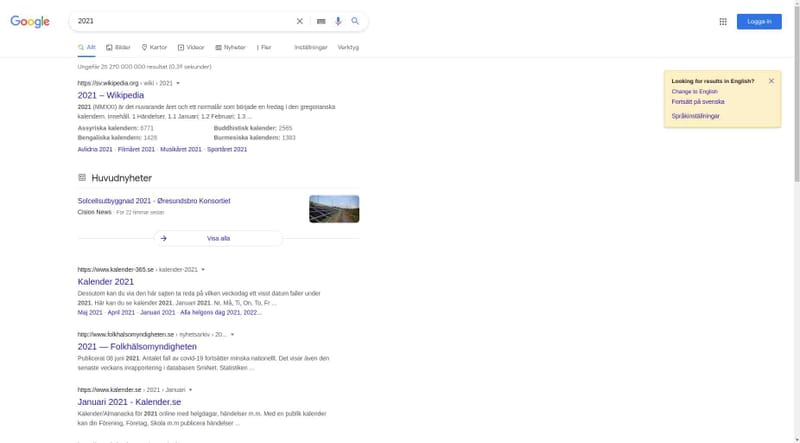 Google
2021
Logga in
Allt
Bilder
Kartor
Videor
Nyheter
Fler
Inställningar
Verktyg
Ungefär 25 270 000 000 resultat (0,39 sekunder)
Looking for results in English?
Change to English
Fortsätt på svenska
Språkinställningar
https://sv.wikipedia.org › wiki › 2021
2021 – Wikipedia
2021 (MMXXI) är det nuvarande året och ett normalår som började en fredag i den gregorianska
kalendern. Innehåll. 1 Händelser. 1.1 Januari; 1.2 Februari; 1.3 ...
Assyriska kalendern: 6771
Buddhistisk kalender: 2565
Bengaliska kalendern: 1428
Burmesiska kalendern: 1383
Avlidna 2021 · Filmåret 2021 · Musikåret 2021 · Sportåret 2021
Huvudnyheter
Solcellsutbyggnad 2021 - Øresundsbro Konsortiet
Cision News · För 22 timmar sedan
Visa alla
https://www.kalender-365.se › kalender-2021
Kalender 2021
Dessutom kan du via den här sajten ta reda på vilken veckodag ett visst datum faller under
2021. Här kan du se kalender 2021. Januari 2021. Nr, Må, Ti, On, To, Fr ...
Maj 2021 · April 2021 · Januari 2021 · Alla helgons dag 2021, 2022...
http://www.folkhalsomyndigheten.se › nyhetsarkiv › 20...
2021 — Folkhälsomyndigheten
Publicerat 08 juni 2021. Antalet fall av covid-19 fortsätter minska nationellt. Det visar även den
senaste veckans inrapportering i databasen SmiNet. Statistiken ...
https://www.kalender.se › 2021 › Januari
Januari 2021 - Kalender.se
Kalender/Almanacka för 2021 online med helgdagar, händelser m.m. Med en publik kalender
kan din Förening, Företag, Skola m.m publicera händelser ...